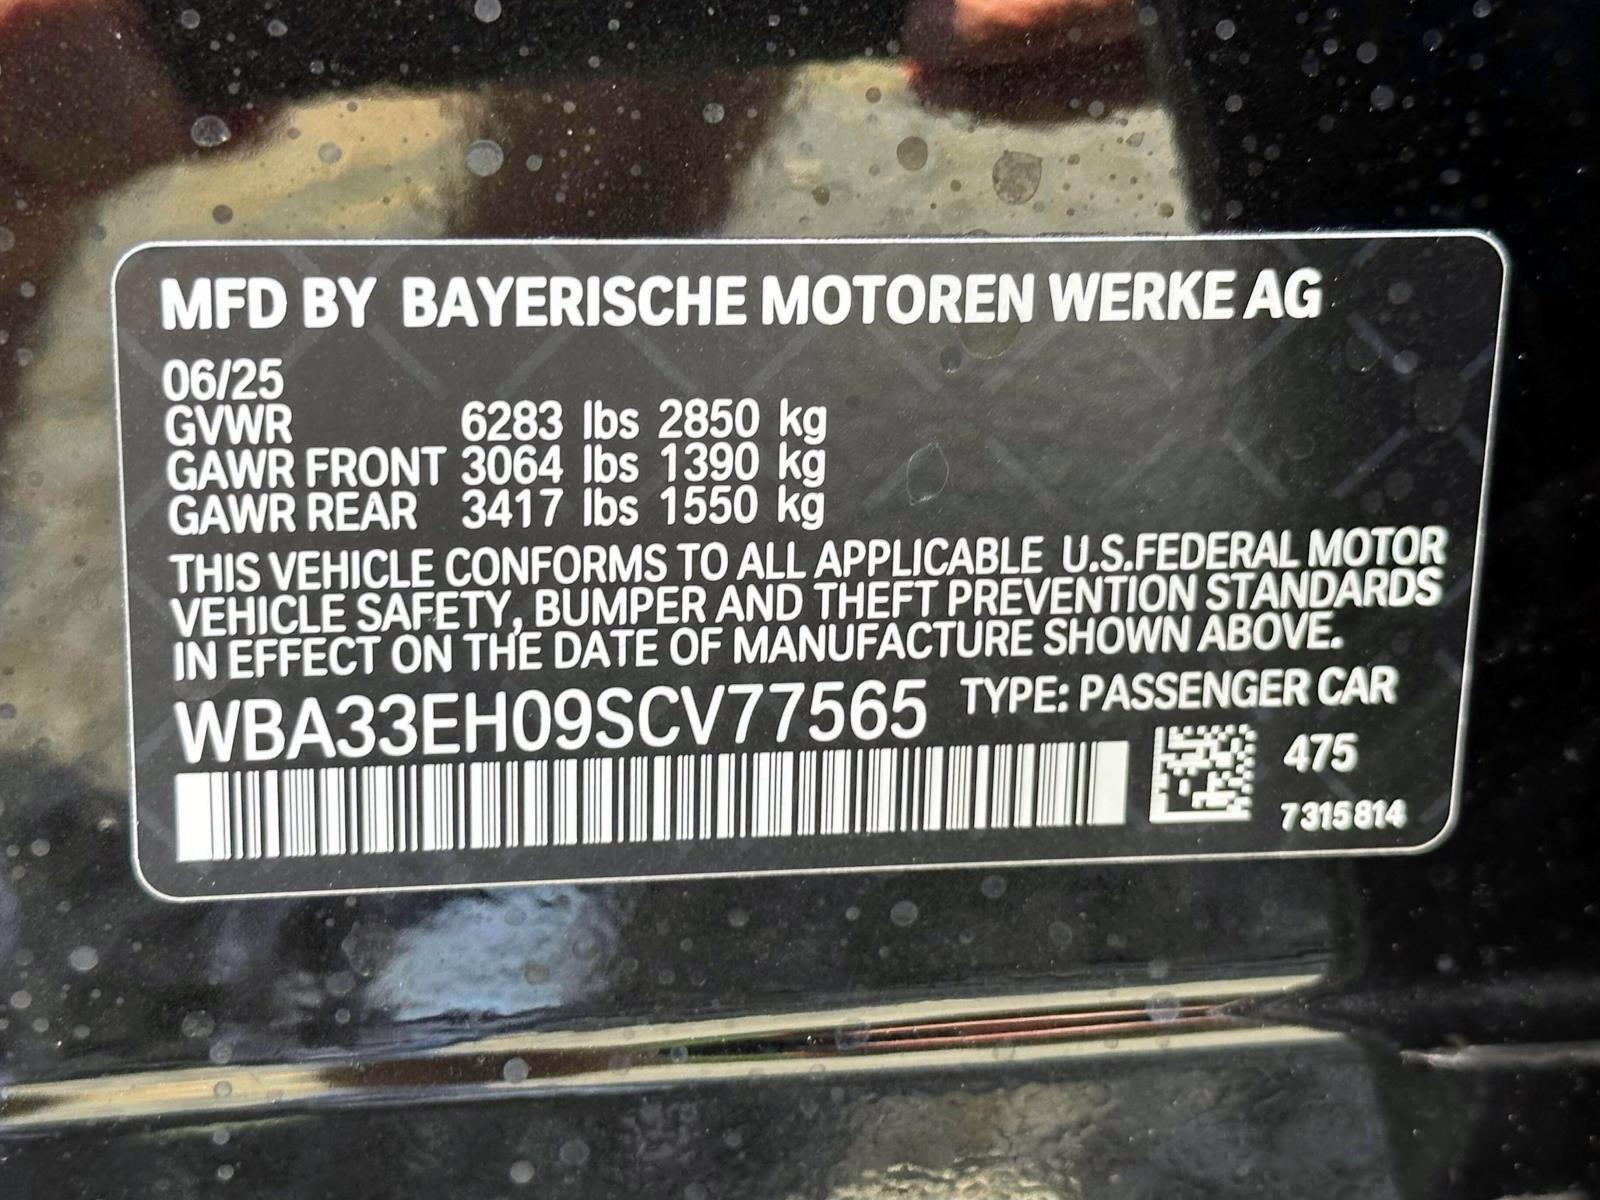 MFD BY BAYERISCHE MOTOREN WERKE AG
06/25
GVWR 6283 lbs 2850 kg
GAWR FRONT 3064 lbs 1390 kg
GAWR REAR 3417 lbs 1550 kg
THIS VEHICLE CONFORMS TO ALL APPLICABLE U.S.FEDERAL MOTOR
VEHICLE SAFETY, BUMPER AND THEFT PREVENTION STANDARDS
IN EFFECT ON THE DATE OF MANUFACTURE SHOWN ABOVE.
WBA33EH09SCV77565 TYPE: PASSENGER CAR
475
7315814